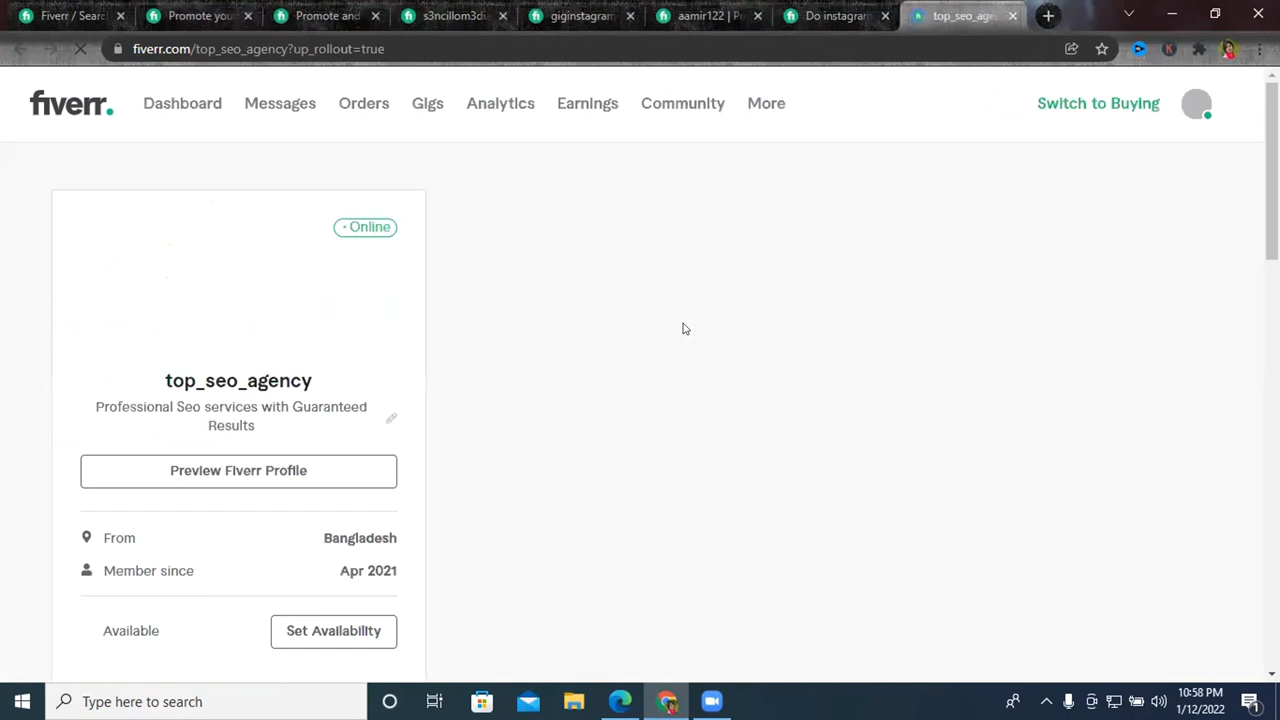 Fiverr / Sear
Promote you
Promote and
s3ncillom3d
giginstagram
aamir122 | P
Do instagram
top_seo_age
fiverr.com/top_seo_agency?up_rollout=true
K
fiverr.
Dashboard
Messages
Orders
Gigs
Analytics
Earnings
Community
More
Switch to Buying
Online
top_seo_agency
Professional Seo services with Guaranteed
Results
Preview Fiverr Profile
From
Bangladesh
Member since
Apr 2021
Available
Set Availability
Type here to search
10:58 PM
1/12/2022
1